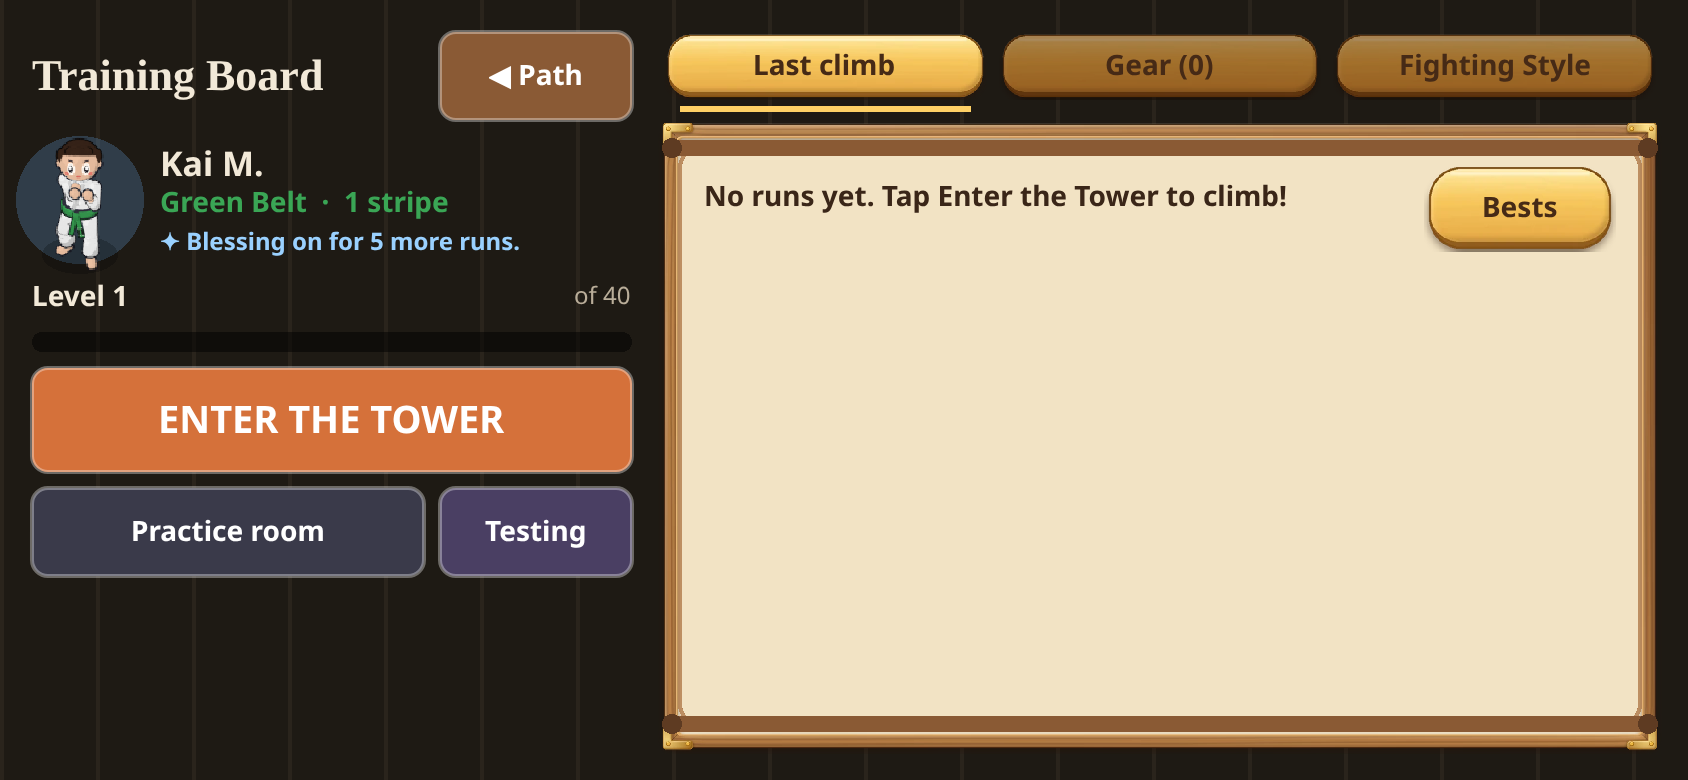 Training Board
◀ Path
Kai M.
Green Belt · 1 stripe
✦ Blessing on for 5 more runs.
Level 1
of 40
ENTER THE TOWER
Practice room
Testing
Last climb
Gear (0)
Fighting Style
No runs yet. Tap Enter the Tower to climb!
Bests